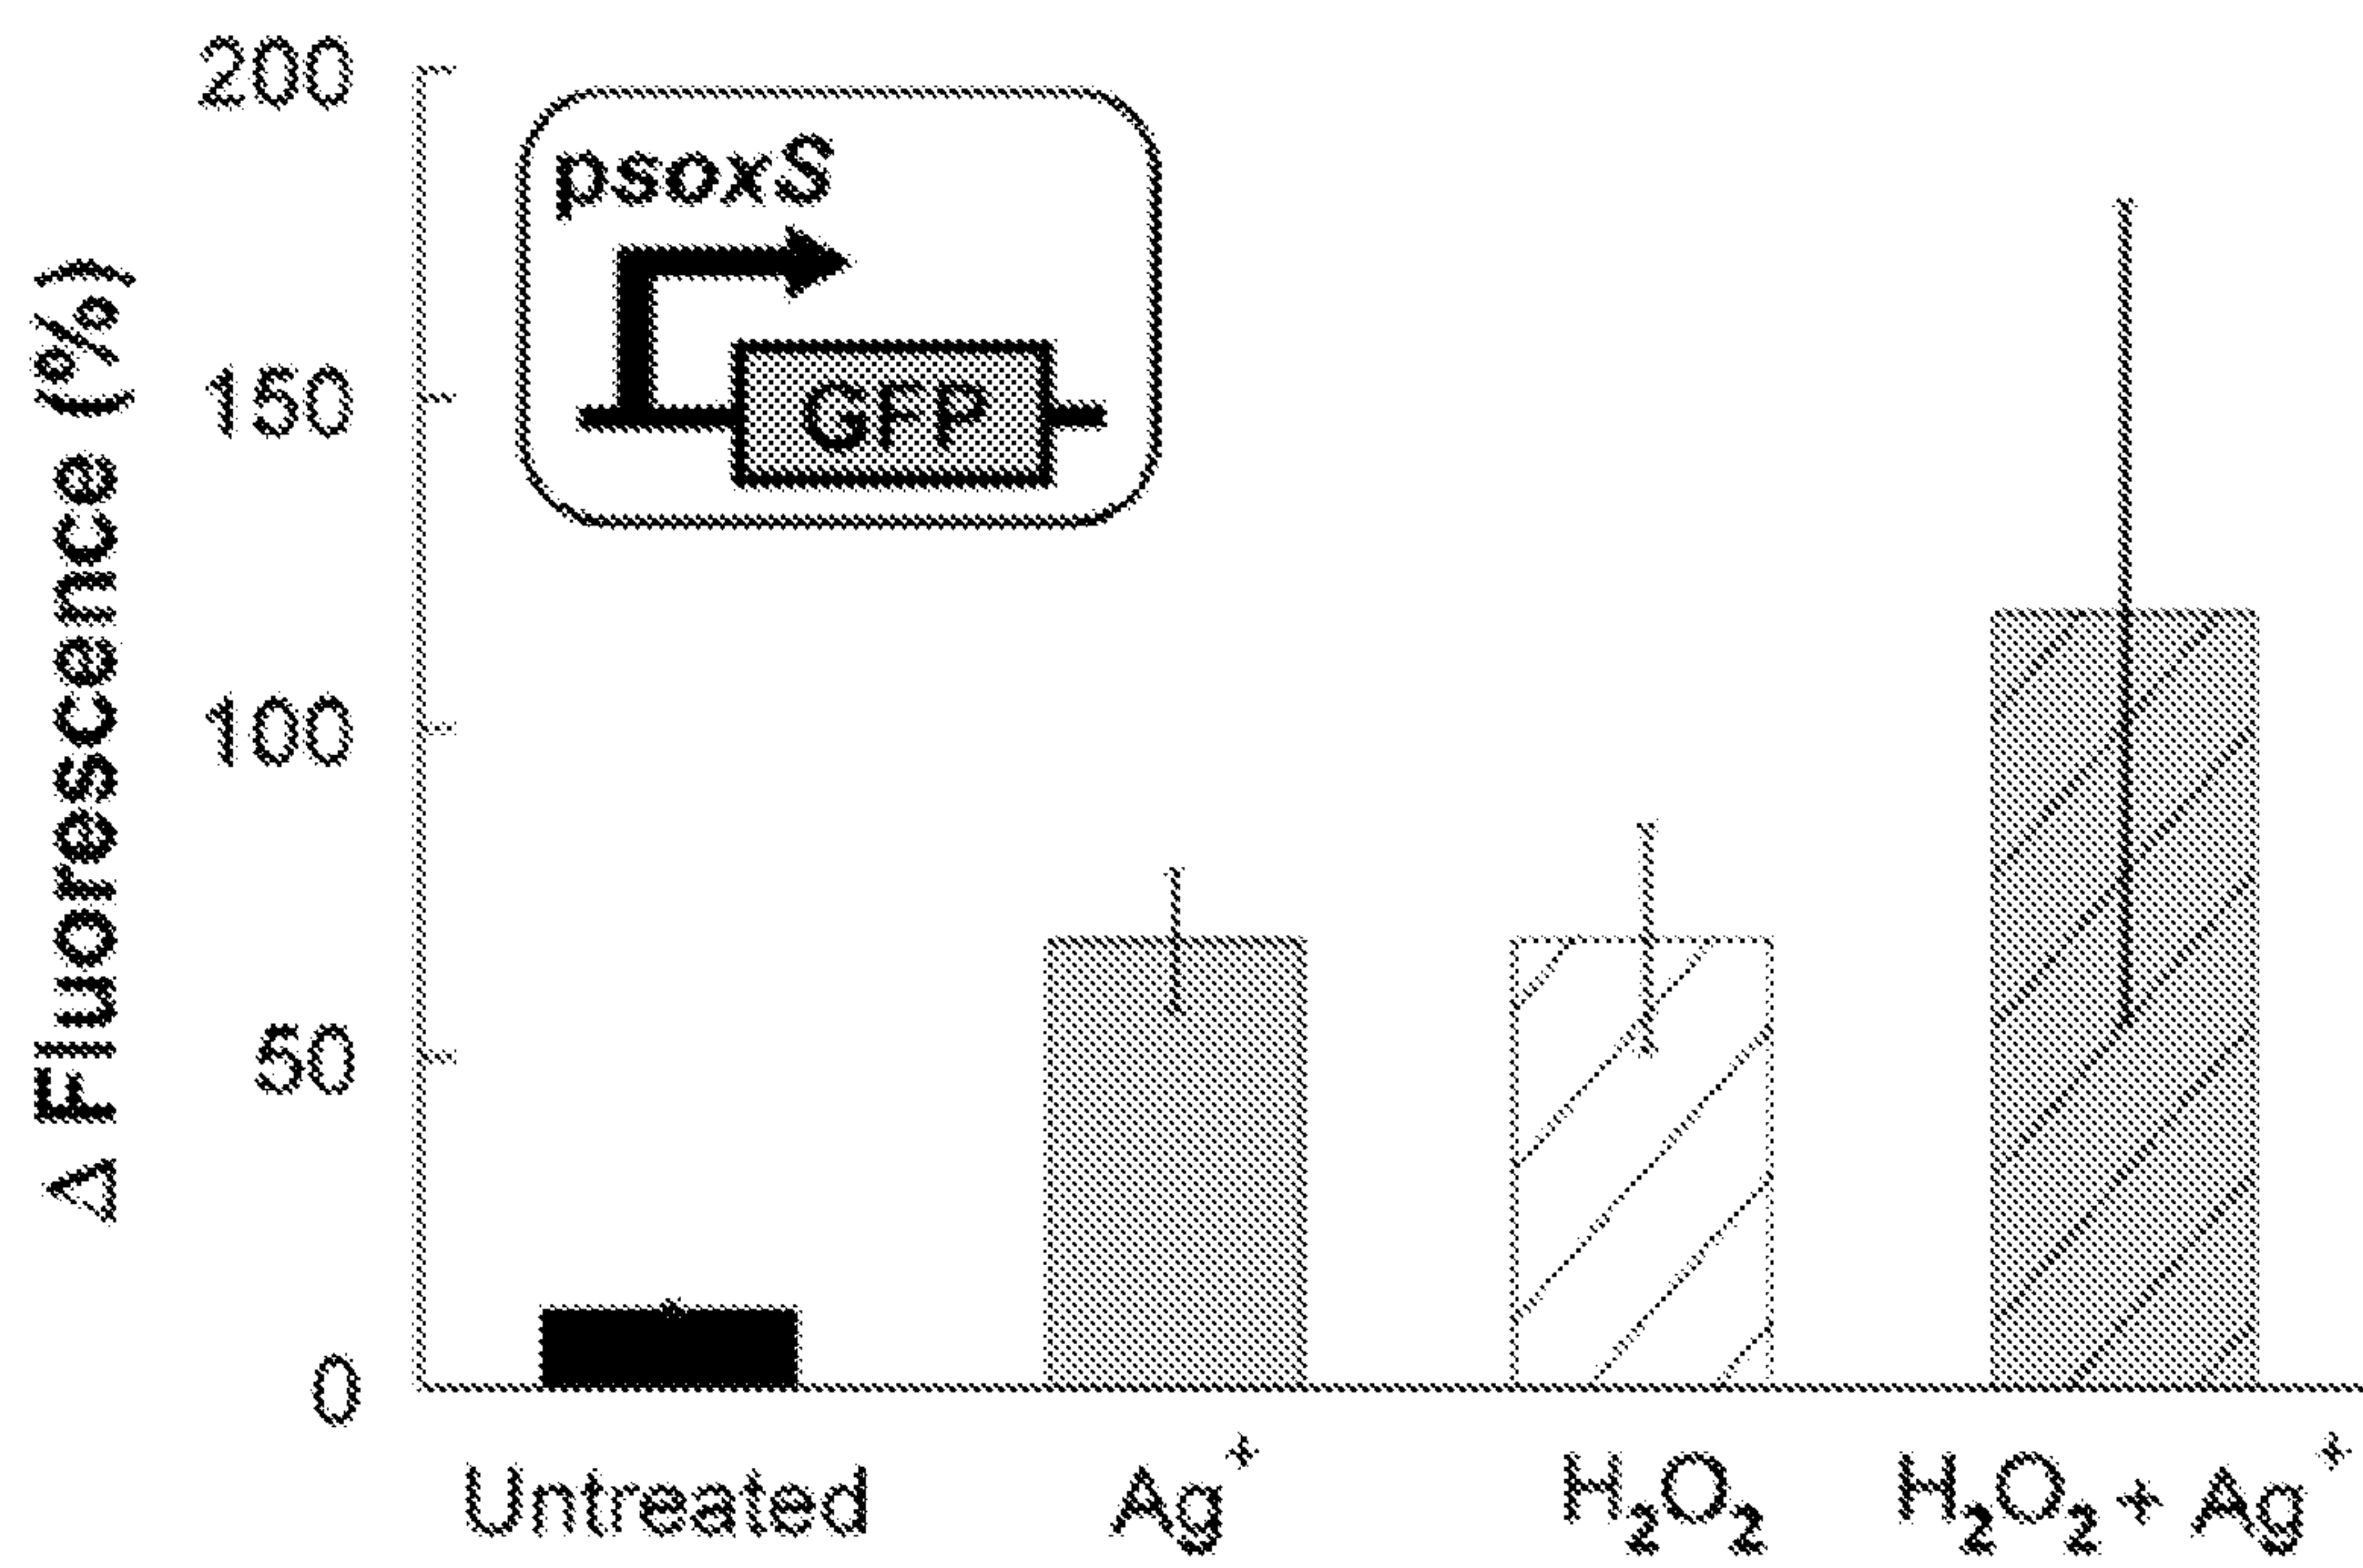 Δ Fluorescence (%)
200
150
100
50
0
psoxS
GFP
Untreated
Ag⁺
H₂O₂
H₂O₂ + Ag⁺